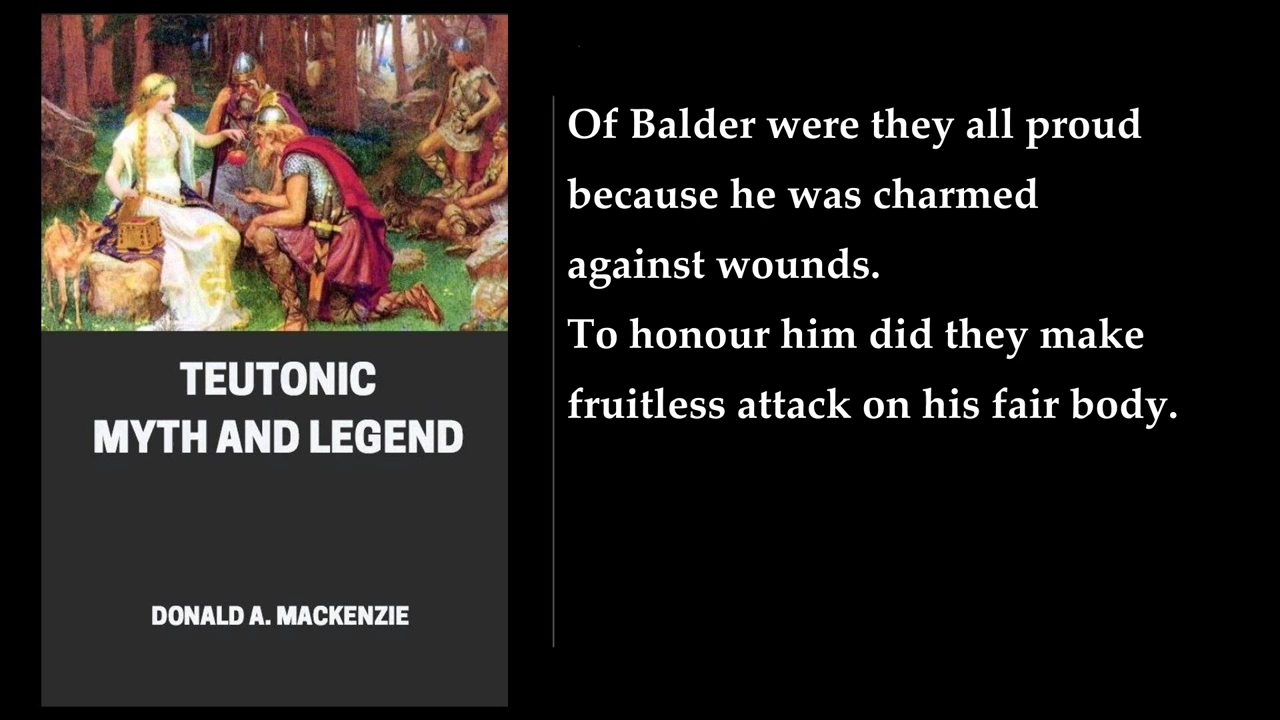 TEUTONIC
MYTH AND LEGEND
DONALD A. MACKENZIE
Of Balder were they all proud
because he was charmed
against wounds.
To honour him did they make
fruitless attack on his fair body.